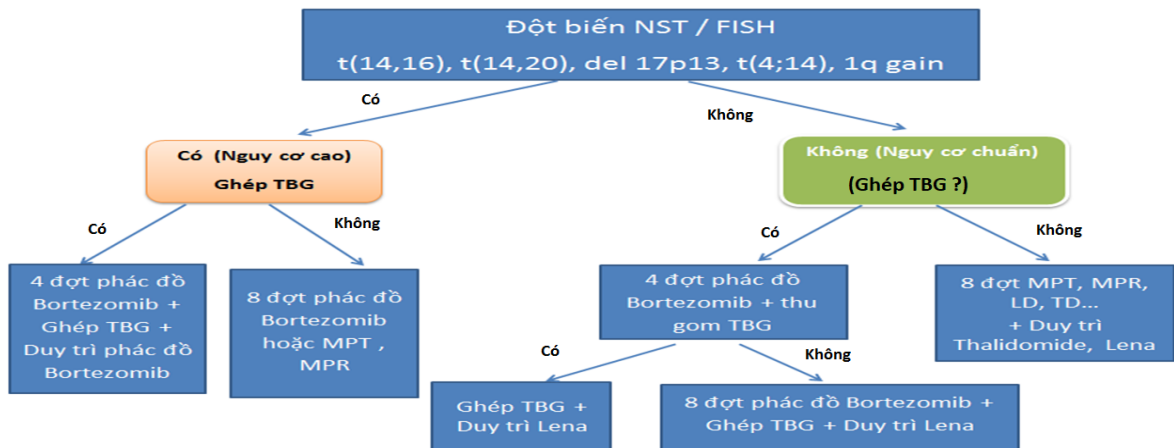 Đột biến NST / FISH
t(14,16), t(14,20), del 17p13, t(4;14), 1q gain
Có
Không
Có (Nguy cơ cao)
Ghép TBG
Không (Nguy cơ chuẩn)
(Ghép TBG ?)
Có
Không
Có
Không
4 đợt phác đồ
Bortezomib +
Ghép TBG +
Duy trì phác đồ
Bortezomib
8 đợt phác đồ
Bortezomib
hoặc MPT ,
MPR
4 đợt phác đồ
Bortezomib + thu
gom TBG
8 đợt MPT, MPR,
LD, TD...
+ Duy trì
Thalidomide, Lena
Có
Không
Ghép TBG +
Duy trì Lena
8 đợt phác đồ Bortezomib +
Ghép TBG + Duy trì Lena